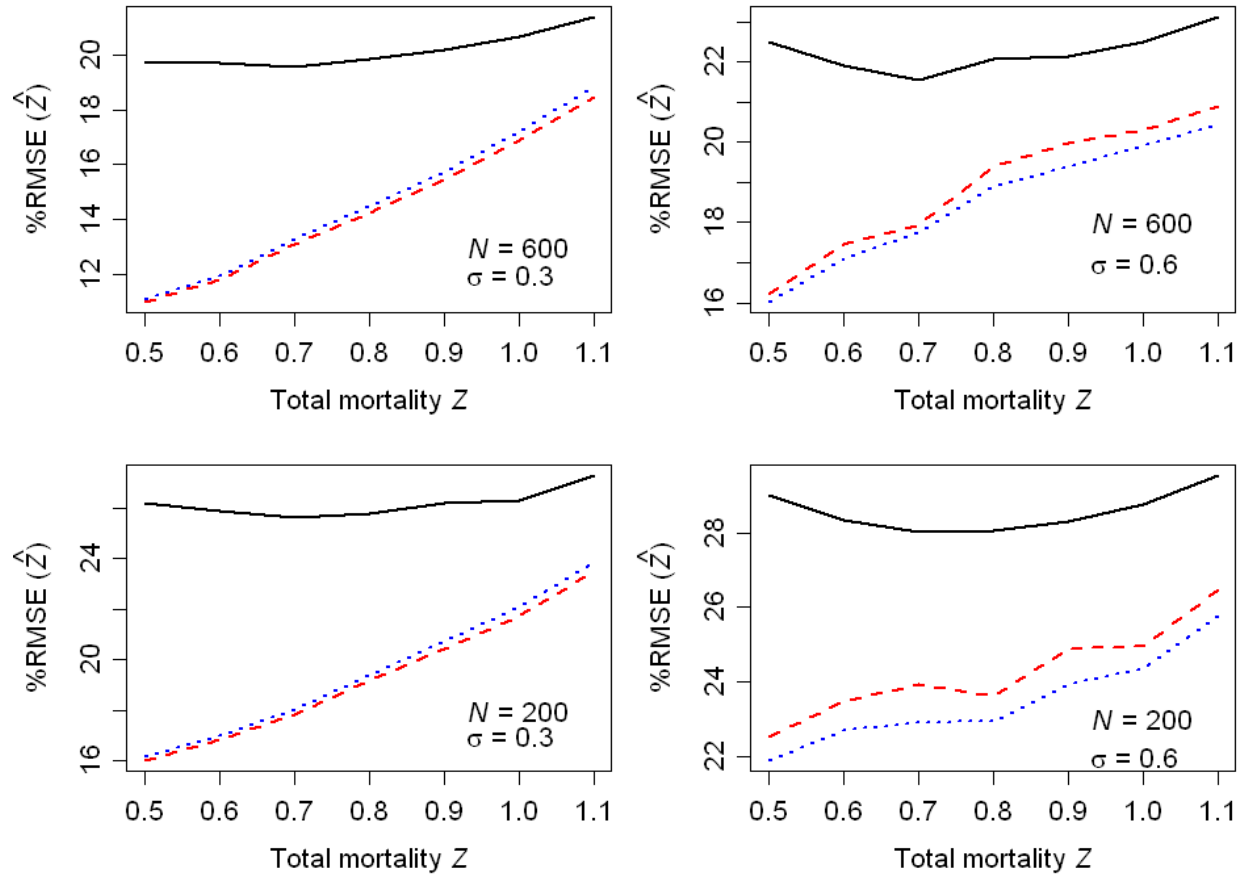 %RMSE (Ẑ)
20
18
16
14
12
N = 600
σ = 0.3
0.5 0.6 0.7 0.8 0.9 1.0 1.1
Total mortality Z
%RMSE (Ẑ)
22
20
18
16
N = 600
σ = 0.6
0.5 0.6 0.7 0.8 0.9 1.0 1.1
Total mortality Z
%RMSE (Ẑ)
24
20
16
N = 200
σ = 0.3
0.5 0.6 0.7 0.8 0.9 1.0 1.1
Total mortality Z
%RMSE (Ẑ)
28
26
24
22
N = 200
σ = 0.6
0.5 0.6 0.7 0.8 0.9 1.0 1.1
Total mortality Z